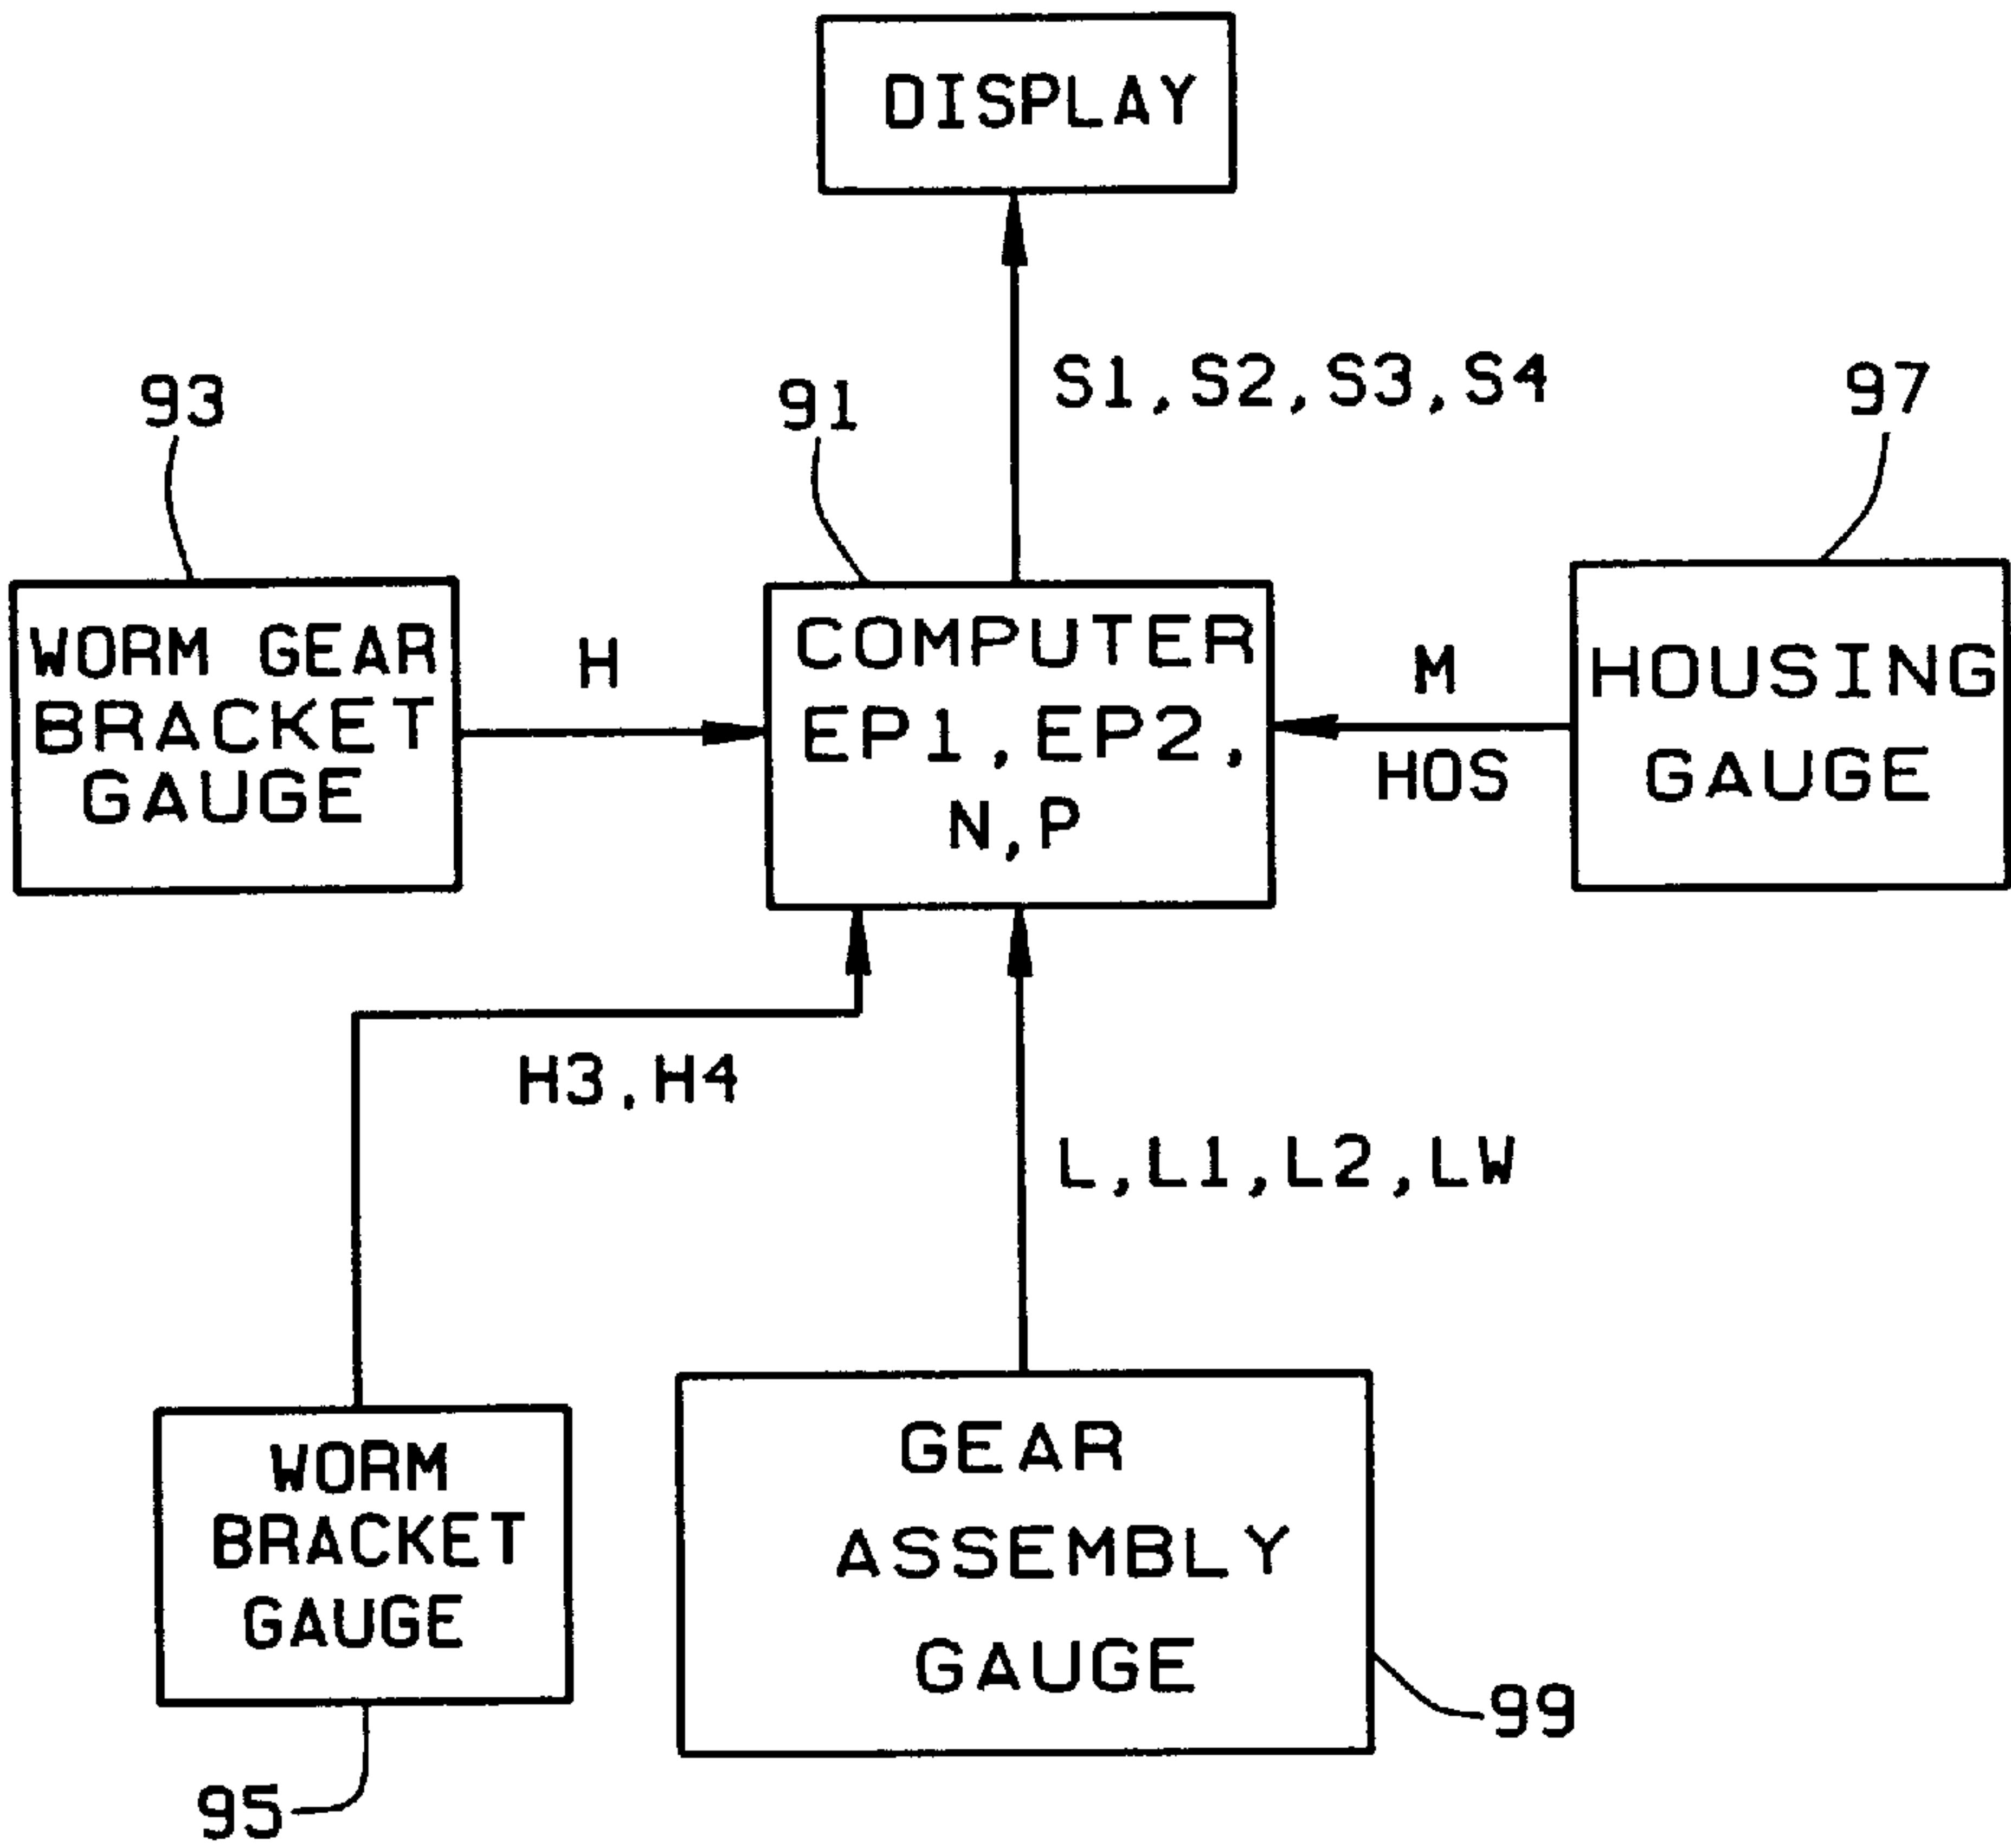 DISPLAY
S1,S2,S3,S4
93
91
97
WORM GEAR
BRACKET
GAUGE
H
COMPUTER
EP1,EP2,
N,P
M
HOS
HOUSING
GAUGE
H3,H4
L,L1,L2,LW
WORM
BRACKET
GAUGE
95
GEAR
ASSEMBLY
GAUGE
99